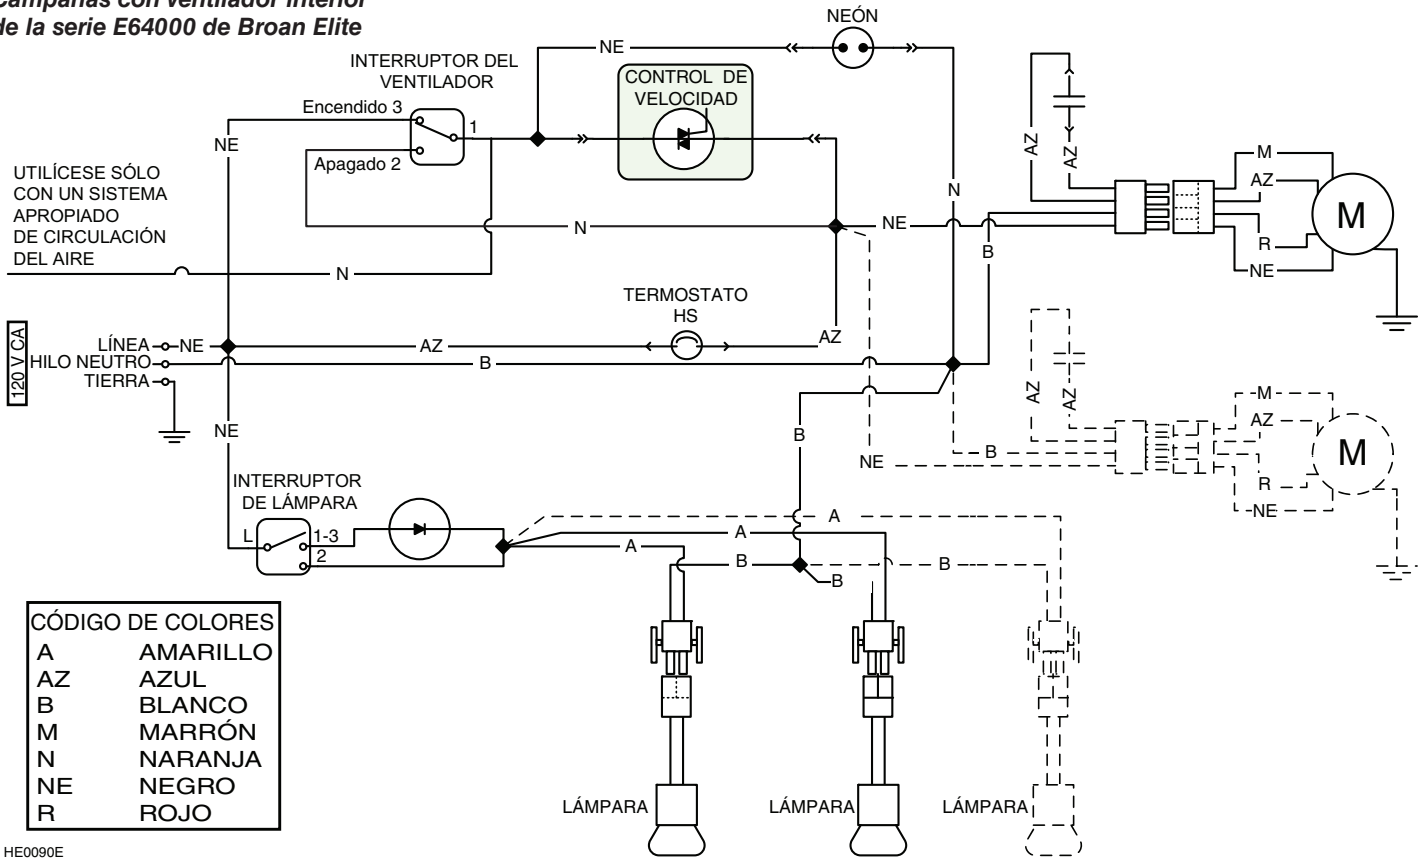 Campanas con ventilador interior
de la serie E64000 de Broan Elite
NEÓN
NE
INTERRUPTOR DEL
VENTILADOR
CONTROL DE
VELOCIDAD
Encendido 3
1
NE
Apagado 2
AZ
AZ
M
AZ
M
R
NE
UTILÍCESE SÓLO
CON UN SISTEMA
APROPIADO
DE CIRCULACIÓN
DEL AIRE
N
N
NE
B
N
TERMOSTATO
HS
AZ
120 V CA
LÍNEA
NE
AZ
HILO NEUTRO
B
TIERRA
NE
AZ
AZ
M
AZ
M
R
NE
B
NE
B
INTERRUPTOR
DE LÁMPARA
L
1-3
2
A
A
A
B
B
B
CÓDIGO DE COLORES
A AMARILLO
AZ AZUL
B BLANCO
M MARRÓN
N NARANJA
NE NEGRO
R ROJO
LÁMPARA
LÁMPARA
LÁMPARA
HE0090E